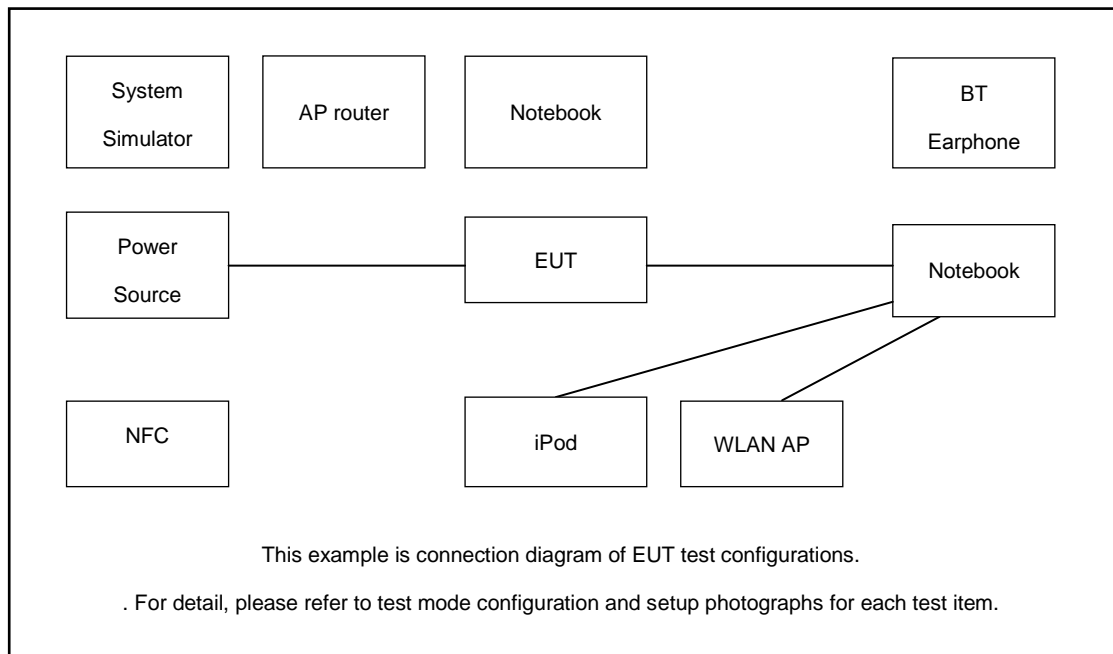 System
Simulator
AP router
Notebook
BT
Earphone
Power
Source
EUT
Notebook
NFC
iPod
WLAN AP
This example is connection diagram of EUT test configurations.
. For detail, please refer to test mode configuration and setup photographs for each test item.